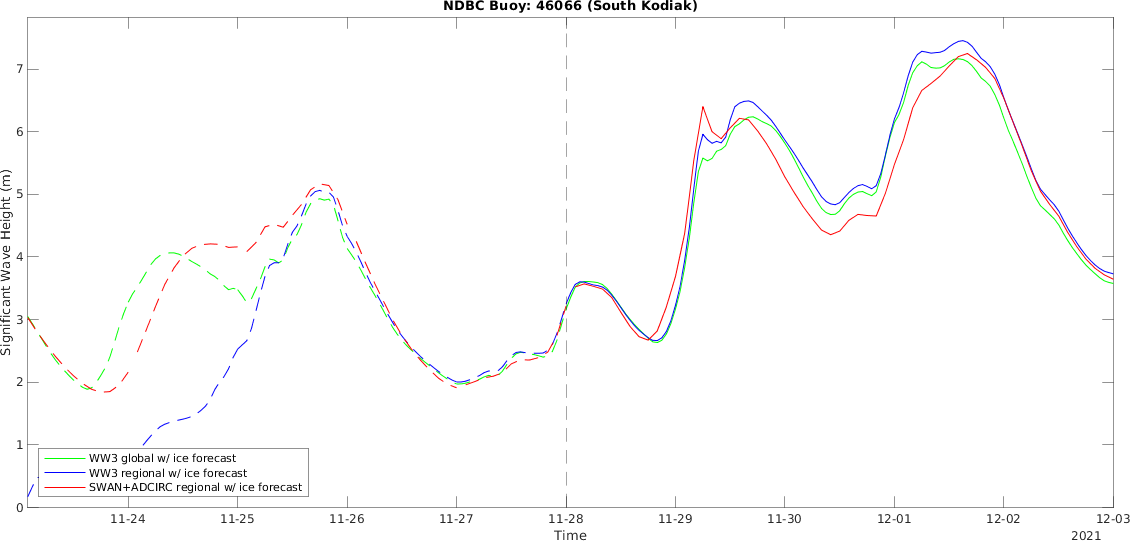 NDBC Buoy: 46066 (South Kodiak)
Significant Wave Height (m)
7
6
5
4
3
2
1
0
WW3 global w/ ice forecast
WW3 regional w/ ice forecast
SWAN+ADCIRC regional w/ ice forecast
11-24 11-25 11-26 11-27 11-28 11-29 11-30 12-01 12-02 12-03
Time
2021